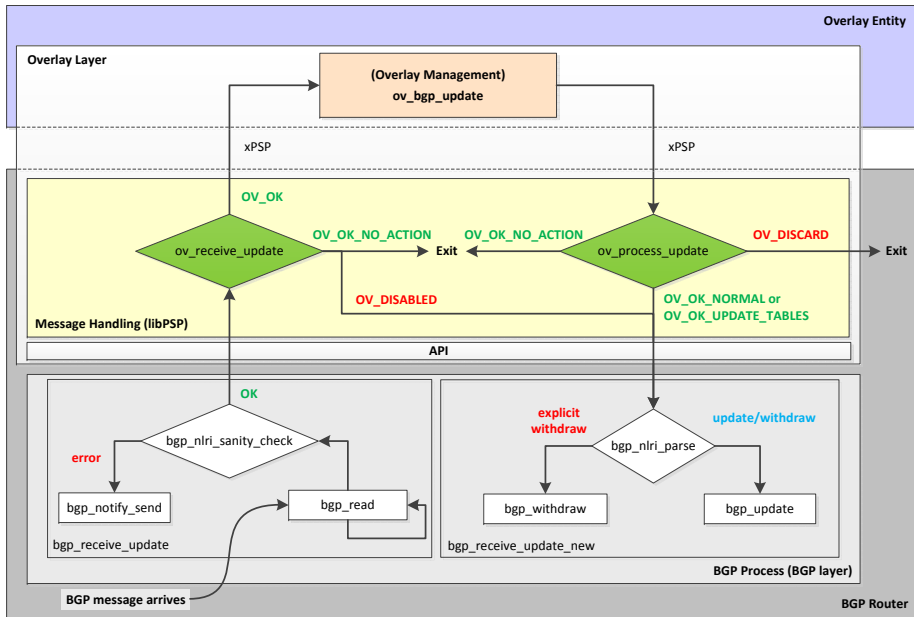 Overlay Entity
Overlay Layer
(Overlay Management)
ov_bgp_update
xPSP
xPSP
OV_OK
ov_receive_update
OV_OK_NO_ACTION
Exit
OV_OK_NO_ACTION
ov_process_update
OV_DISCARD
Exit
OV_DISABLED
OV_OK_NORMAL or
OV_OK_UPDATE_TABLES
Message Handling (libPSP)
API
OK
bgp_nlri_sanity_check
error
bgp_notify_send
bgp_read
bgp_receive_update
explicit
withdraw
update/withdraw
bgp_nlri_parse
bgp_withdraw
bgp_update
bgp_receive_update_new
BGP Process (BGP layer)
BGP message arrives
BGP Router